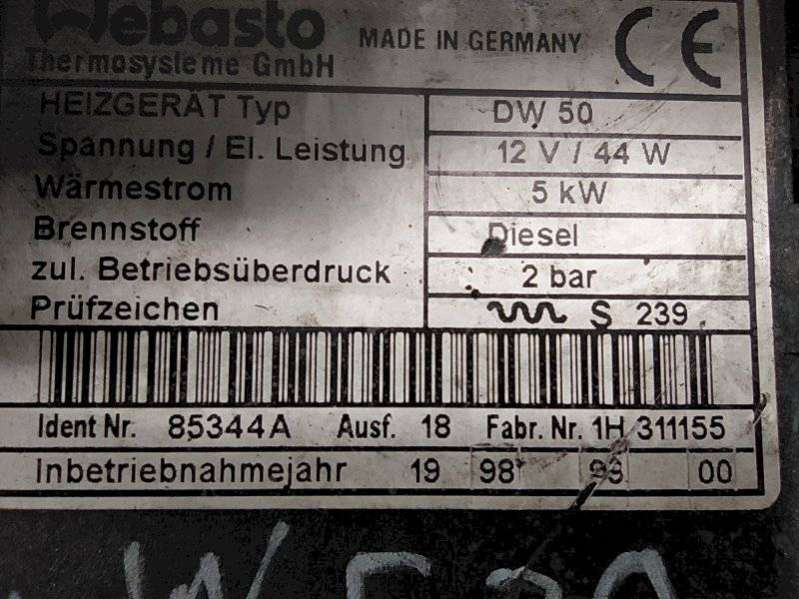 Webasto MADE IN GERMANY CE
Thermosysteme GmbH
HEIZGERÄT Typ DW 50
Spannung / El. Leistung 12 V / 44 W
Wärmestrom 5 kW
Brennstoff Diesel
zul. Betriebsüberdruck 2 bar
Prüfzeichen S 239
Ident Nr. 85344A Ausf. 18 Fabr. Nr. 1H 311155
Inbetriebnahmejahr 19 98 99 00